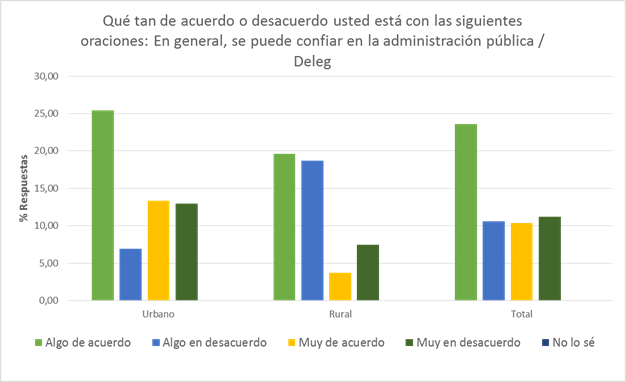 Qué tan de acuerdo o desacuerdo usted está con las siguientes
oraciones: En general, se puede confiar en la administración pública /
Deleg
30,00
25,00
20,00
15,00
10,00
5,00
0,00
% Respuestas
Urbano
Rural
Total
Algo de acuerdo
Algo en desacuerdo
Muy de acuerdo
Muy en desacuerdo
No lo sé